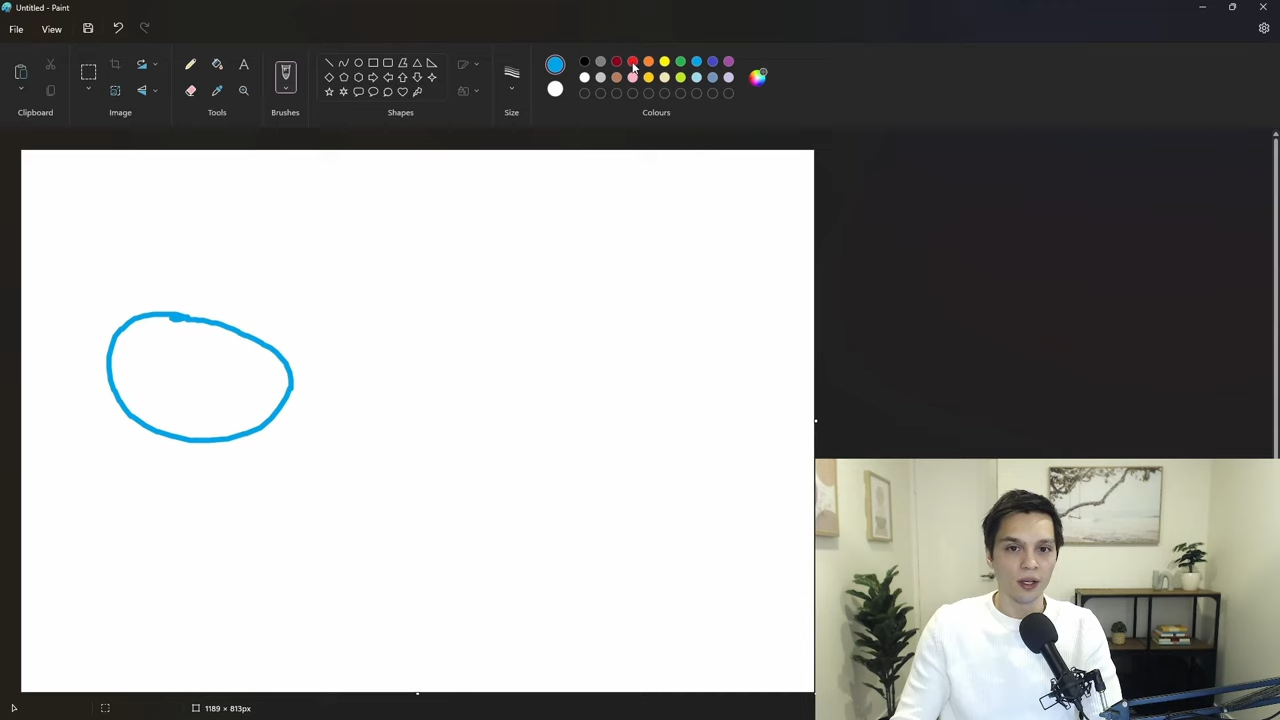 Untitled - Paint
File View
Clipboard
Image
Tools
Brushes
Shapes
Size
Colours
1189 × 813px